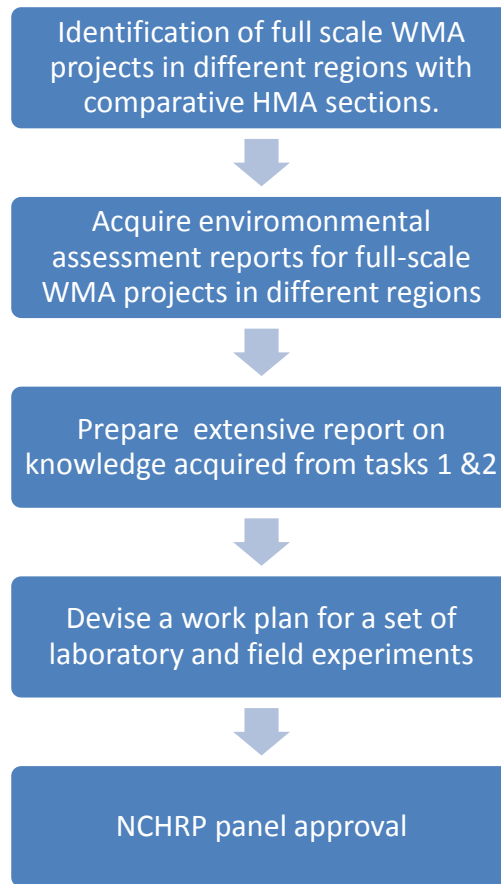 Identification of full scale WMA
projects in different regions with
comparative HMA sections.
Acquire enviromonmental
assessment reports for full-scale
WMA projects in different regions
Prepare  extensive report on
knowledge acquired from tasks 1 &2
Devise a work plan for a set of
laboratory and field experiments
NCHRP panel approval